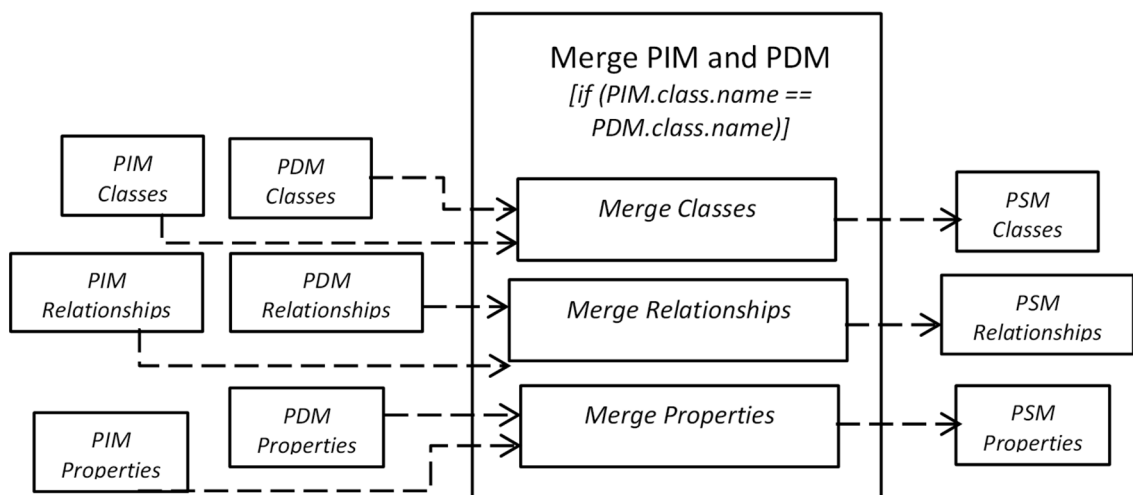 Merge PIM and PDM
[if (PIM.class.name ==
PDM.class.name)]
PIM
Classes
PDM
Classes
Merge Classes
PSM
Classes
PIM
Relationships
PDM
Relationships
Merge Relationships
PSM
Relationships
PIM
Properties
PDM
Properties
Merge Properties
PSM
Properties